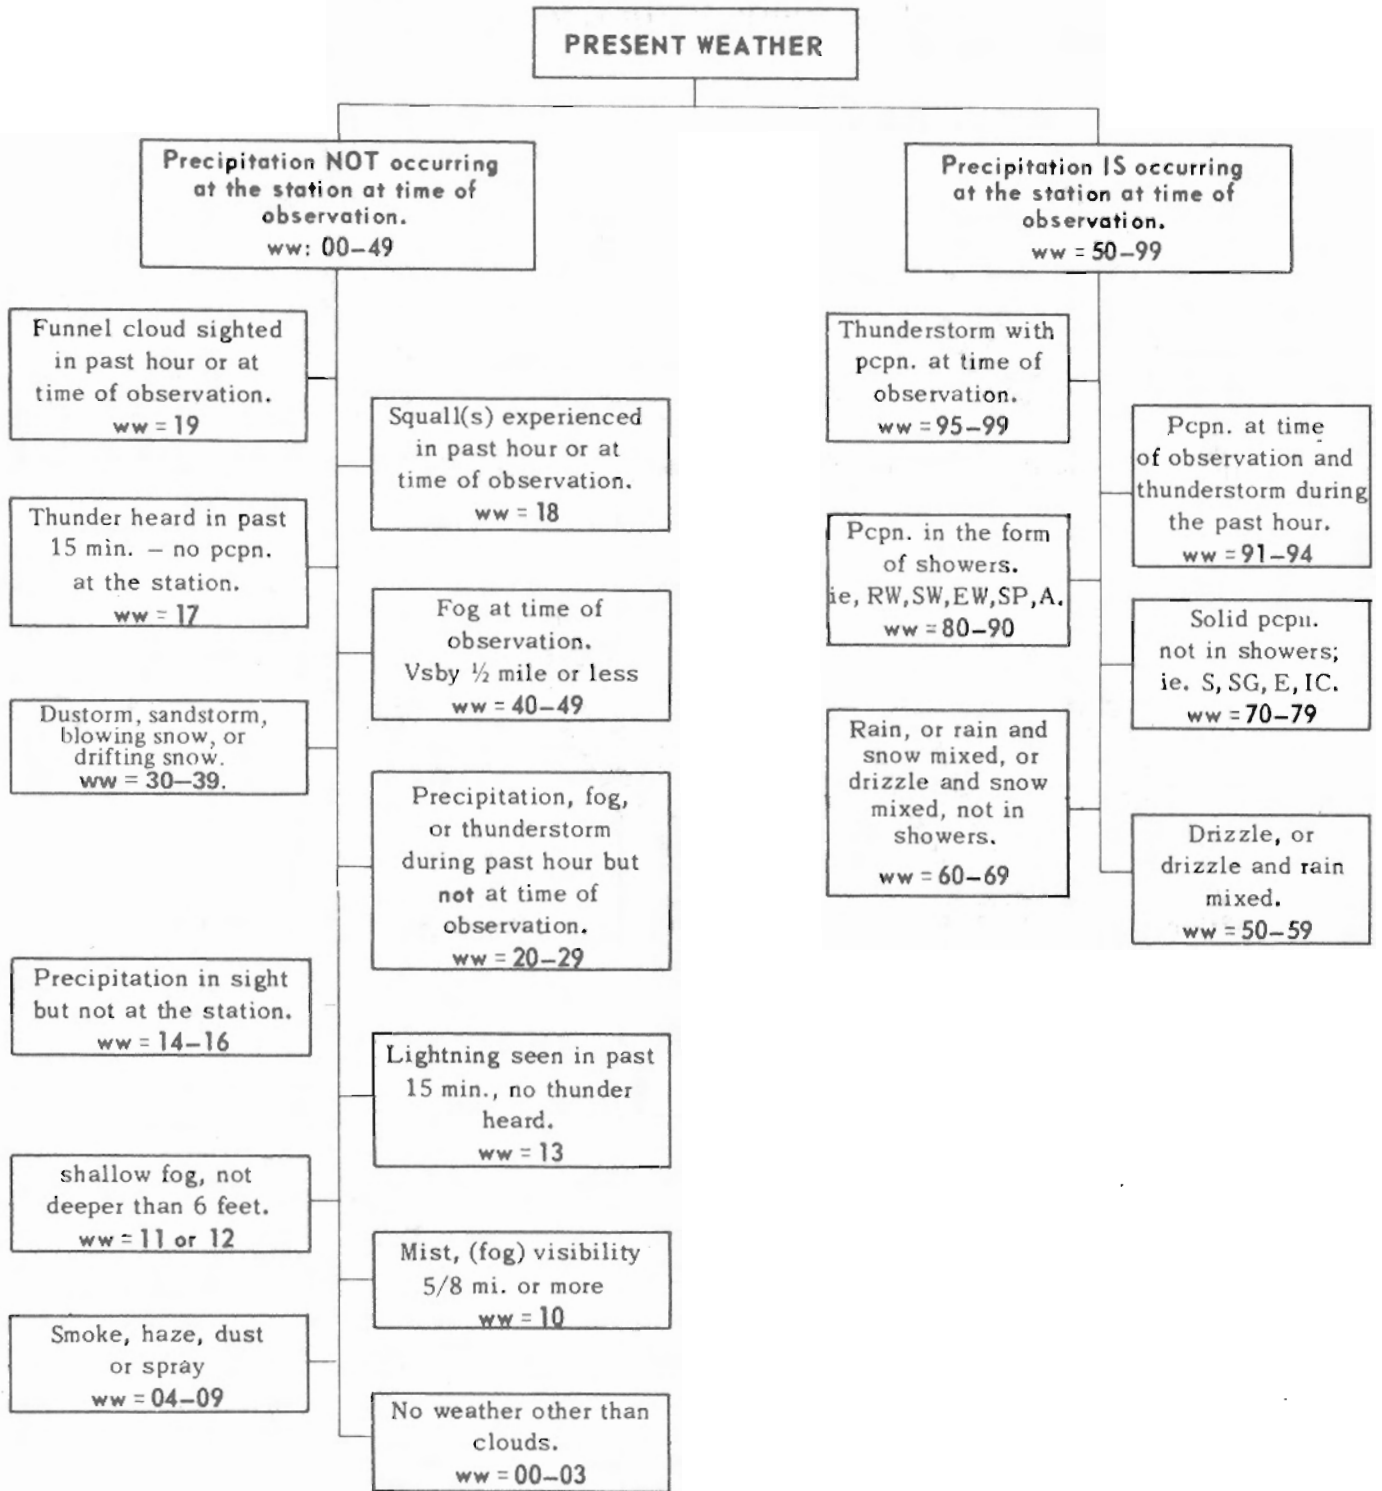 PRESENT WEATHER
Precipitation NOT occurring
at the station at time of
observation.
ww: 00–49
Funnel cloud sighted
in past hour or at
time of observation.
ww = 19
Squall(s) experienced
in past hour or at
time of observation.
ww = 18
Thunder heard in past
15 min. – no pcpn.
at the station.
ww = 17
Fog at time of
observation.
Vsby ½ mile or less
ww = 40–49
Dustorm, sandstorm,
blowing snow, or
drifting snow.
ww = 30–39.
Precipitation, fog,
or thunderstorm
during past hour but
not at time of
observation.
ww = 20–29
Precipitation in sight
but not at the station.
ww = 14–16
Lightning seen in past
15 min., no thunder
heard.
ww = 13
shallow fog, not
deeper than 6 feet.
ww = 11 or 12
Mist, (fog) visibility
5/8 mi. or more
ww = 10
Smoke, haze, dust
or spray
ww = 04–09
No weather other than
clouds.
ww = 00–03
Precipitation IS occurring
at the station at time of
observation.
ww = 50–99
Thunderstorm with
pcpn. at time of
observation.
ww = 95–99
Pcpn. at time
of observation and
thunderstorm during
the past hour.
ww = 91–94
Pcpn. in the form
of showers.
ie, RW, SW, EW, SP, A.
ww = 80–90
Solid pcpn.
not in showers;
ie. S, SG, E, IC.
ww = 70–79
Rain, or rain and
snow mixed, or
drizzle and snow
mixed, not in
showers.
ww = 60–69
Drizzle, or
drizzle and rain
mixed.
ww = 50–59